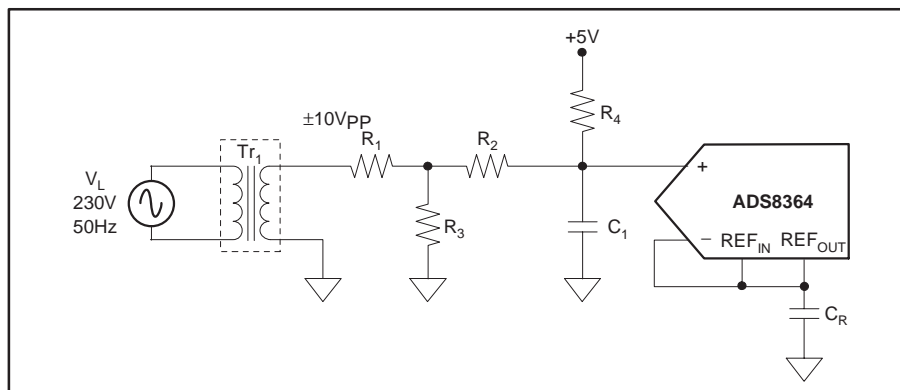 +5V
R4
±10VPP
R1
R2
Tr1
VL
230V
50Hz
R3
C1
+
ADS8364
−
REFIN
REFOUT
CR